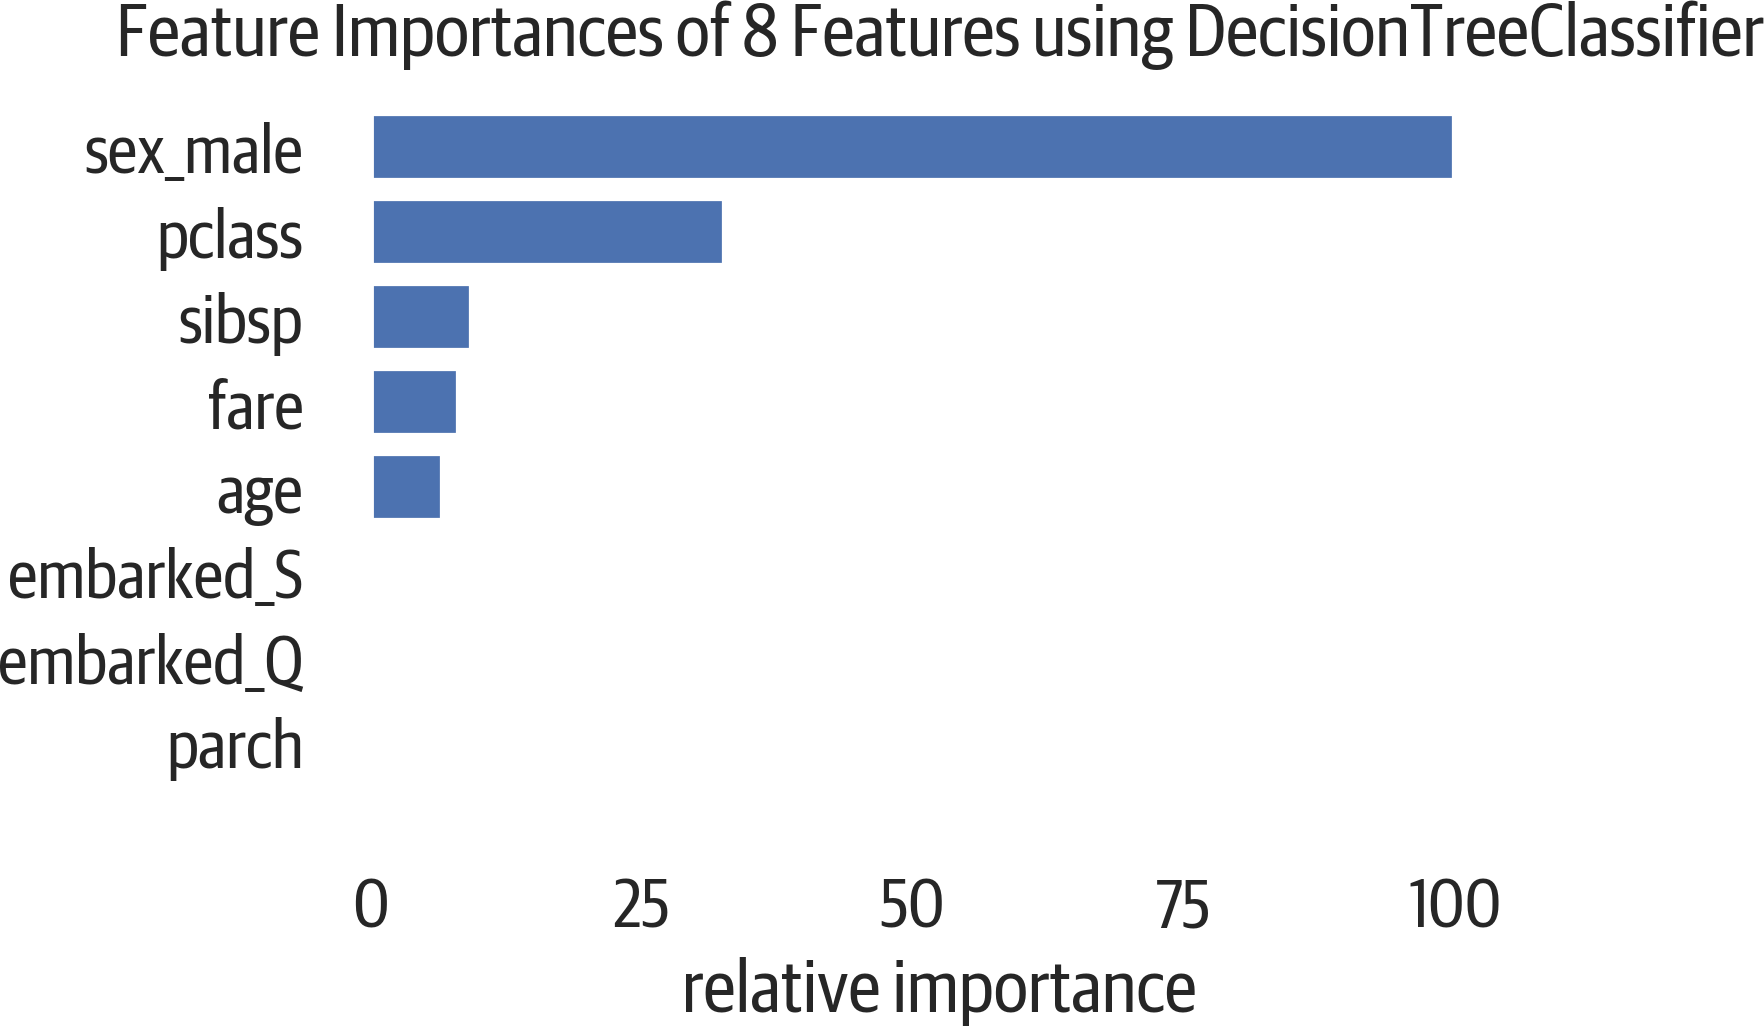 Feature Importances of 8 Features using DecisionTreeClassifier
sex_male
pclass
sibsp
fare
age
embarked_S
embarked_Q
parch
0 25 50 75 100
relative importance